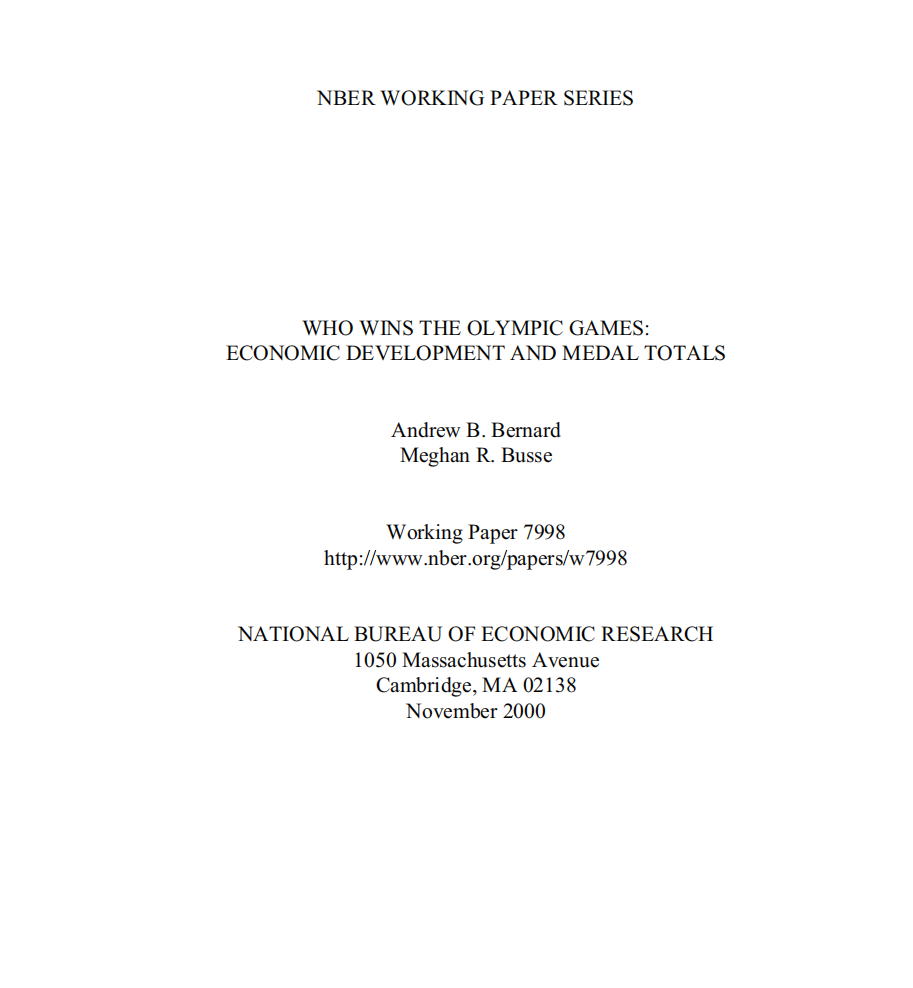 NBER WORKING PAPER SERIES
WHO WINS THE OLYMPIC GAMES:
ECONOMIC DEVELOPMENT AND MEDAL TOTALS
Andrew B. Bernard
Meghan R. Busse
Working Paper 7998
http://www.nber.org/papers/w7998
NATIONAL BUREAU OF ECONOMIC RESEARCH
1050 Massachusetts Avenue
Cambridge, MA 02138
November 2000